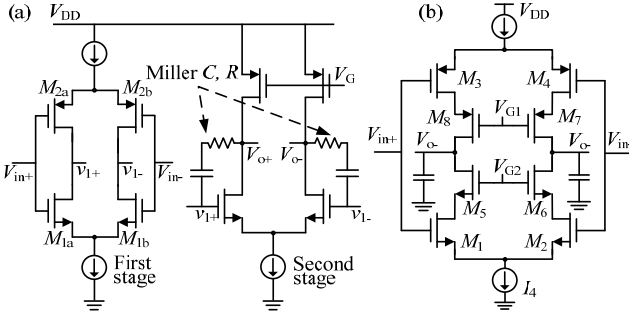 (a)
V_DD
M_2a
M_2b
Miller C, R
V_G
V_in+
v_1+
v_1-
V_in-
V_o+
V_o-
v_1+
v_1-
M_1a
M_1b
First
stage
Second
stage
(b)
V_DD
M_3
M_4
M_8
V_G1
M_7
V_in+
V_o-
V_o-
V_in-
V_G2
M_5
M_6
M_1
M_2
I_4